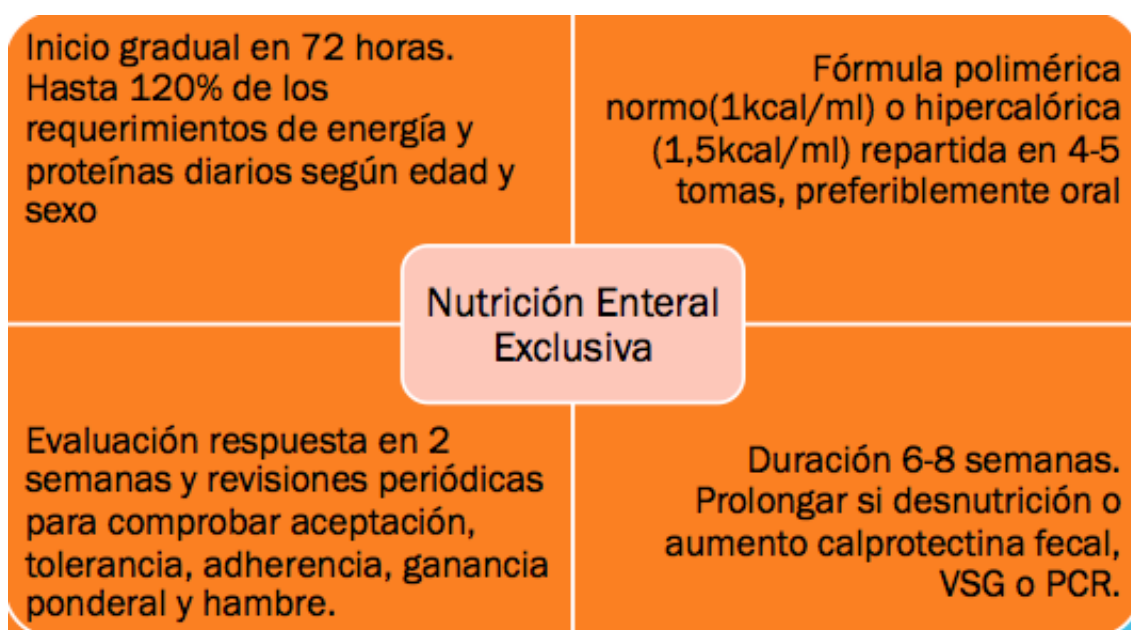 Inicio gradual en 72 horas.
Hasta 120% de los
requerimientos de energía y
proteínas diarios según edad y
sexo
Fórmula polimérica
normo(1kcal/ml) o hipercalórica
(1,5kcal/ml) repartida en 4-5
tomas, preferiblemente oral
Nutrición Enteral
Exclusiva
Evaluación respuesta en 2
semanas y revisiones periódicas
para comprobar aceptación,
tolerancia, adherencia, ganancia
ponderal y hambre.
Duración 6-8 semanas.
Prolongar si desnutrición o
aumento calprotectina fecal,
VSG o PCR.